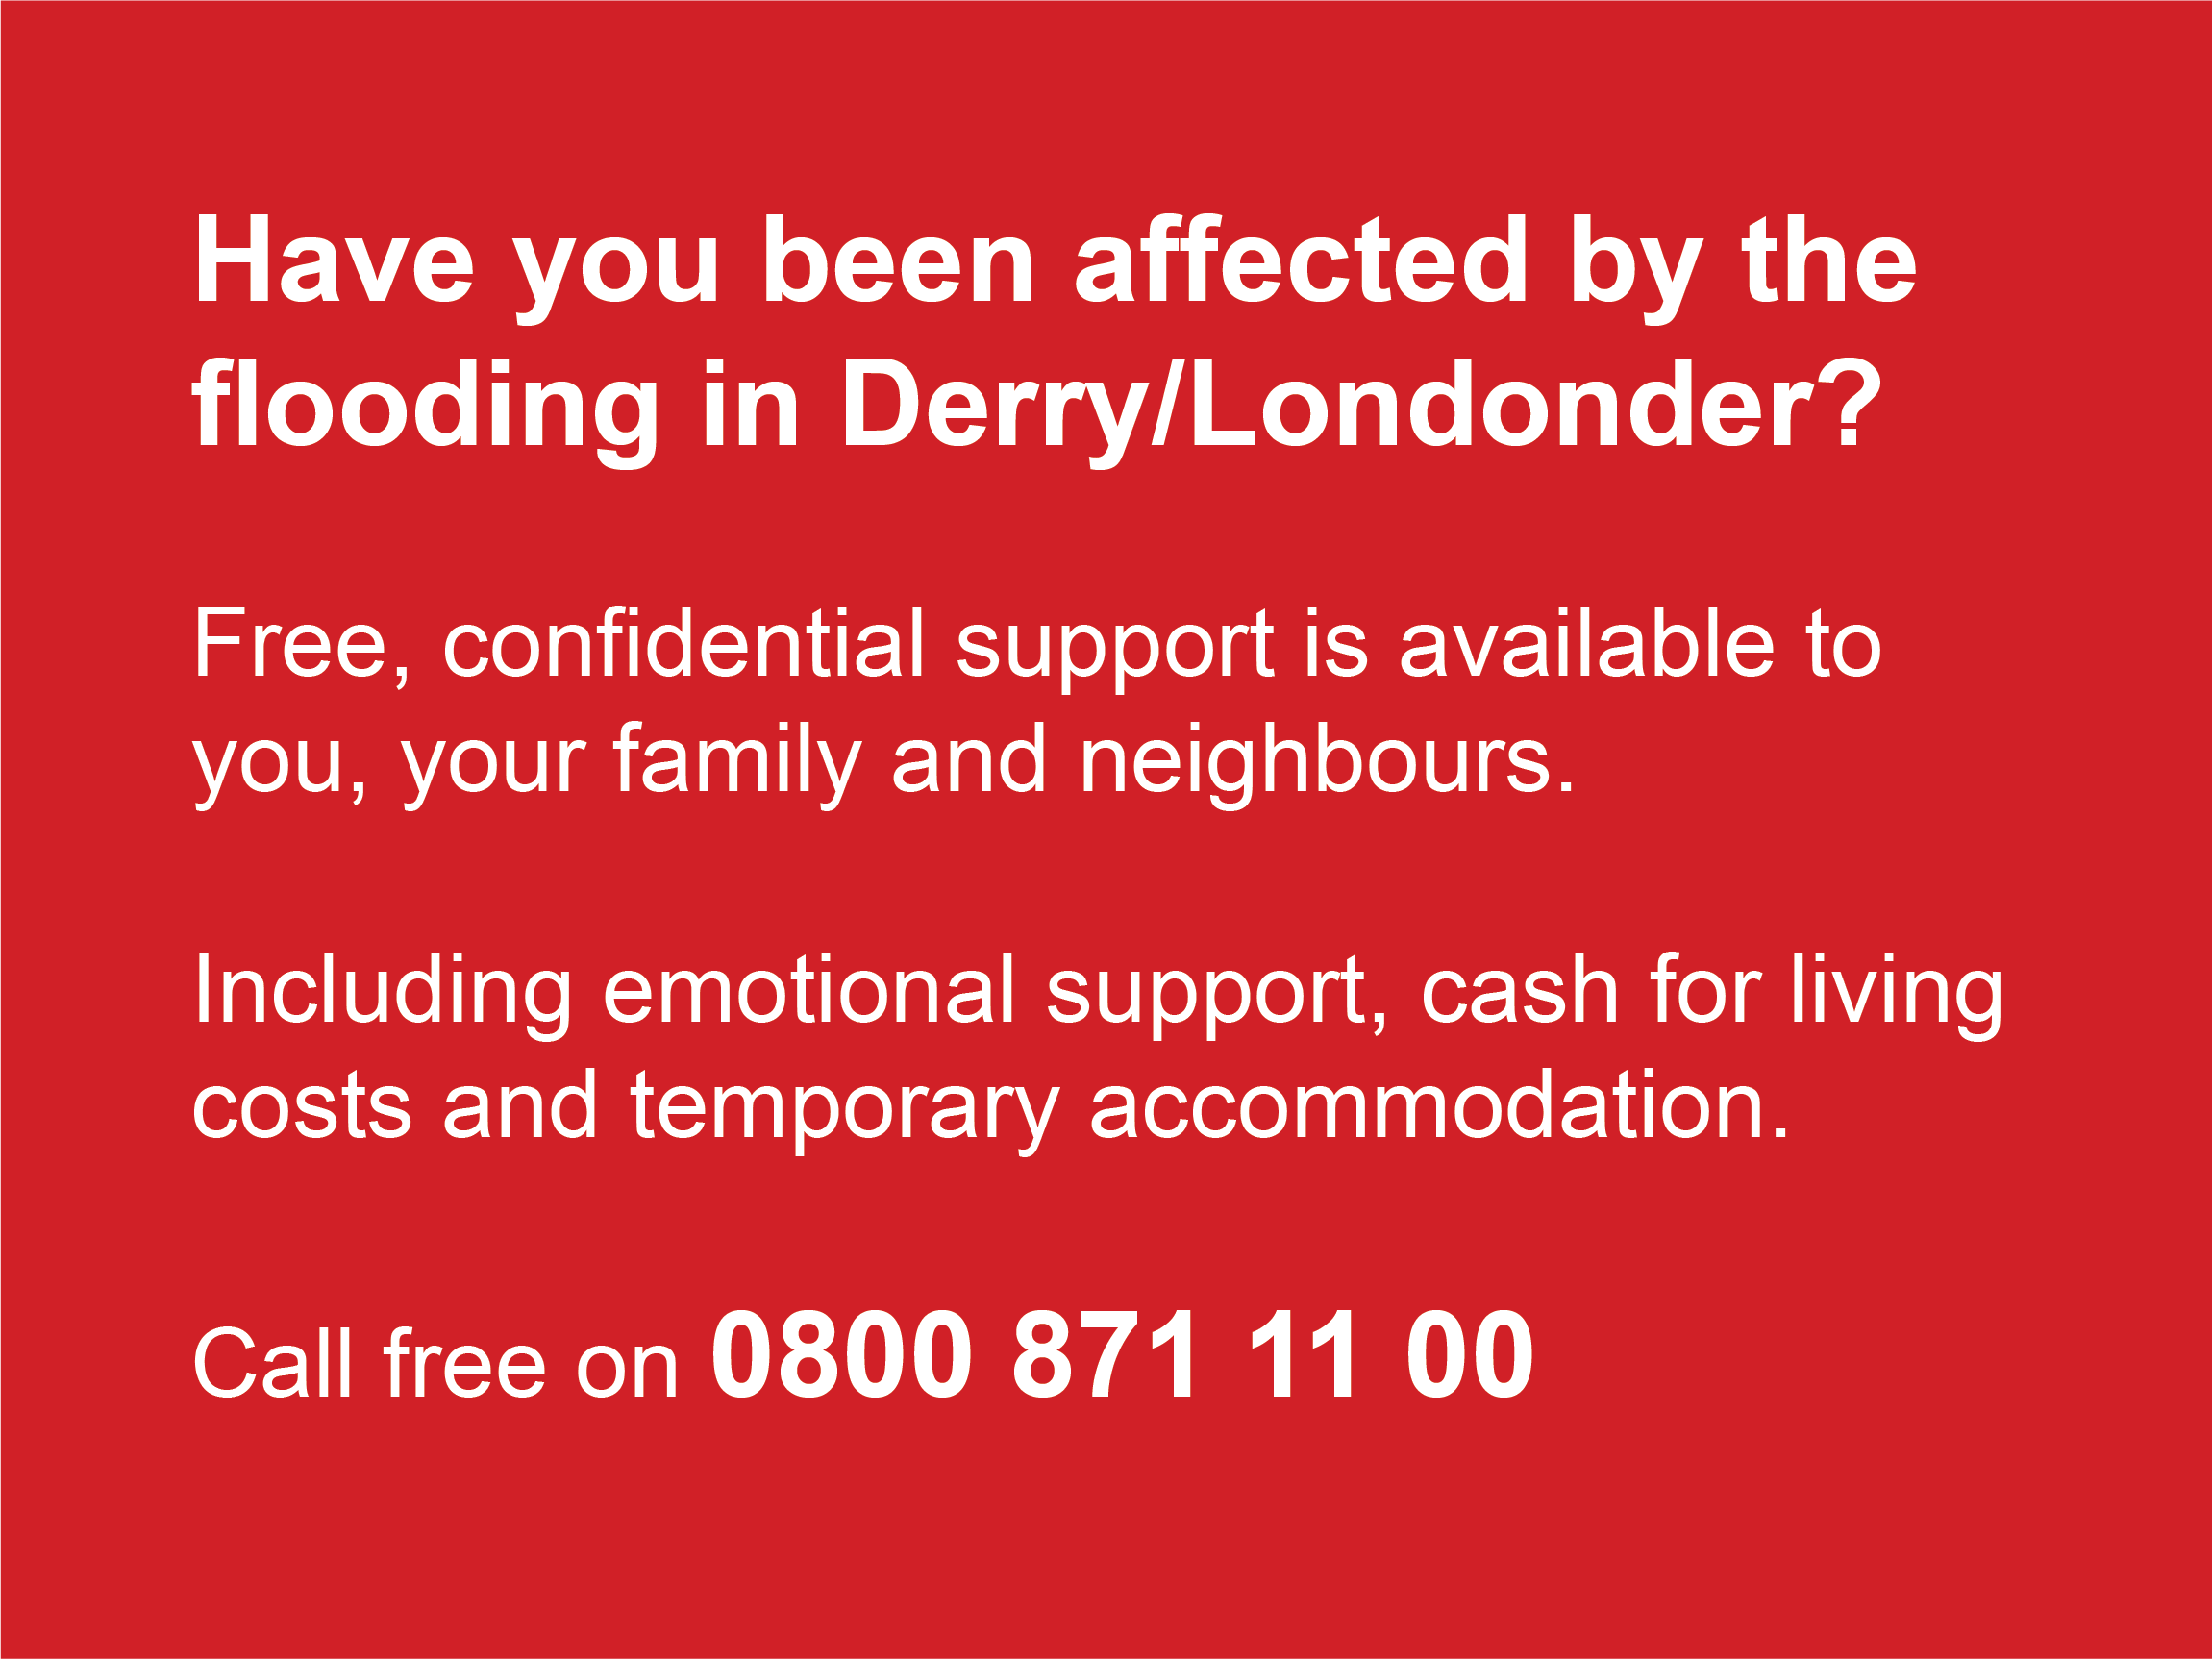 Have you been affected by the
flooding in Derry/Londonder?
Free, confidential support is available to
you, your family and neighbours.
Including emotional support, cash for living
costs and temporary accommodation.
Call free on 0800 871 11 00